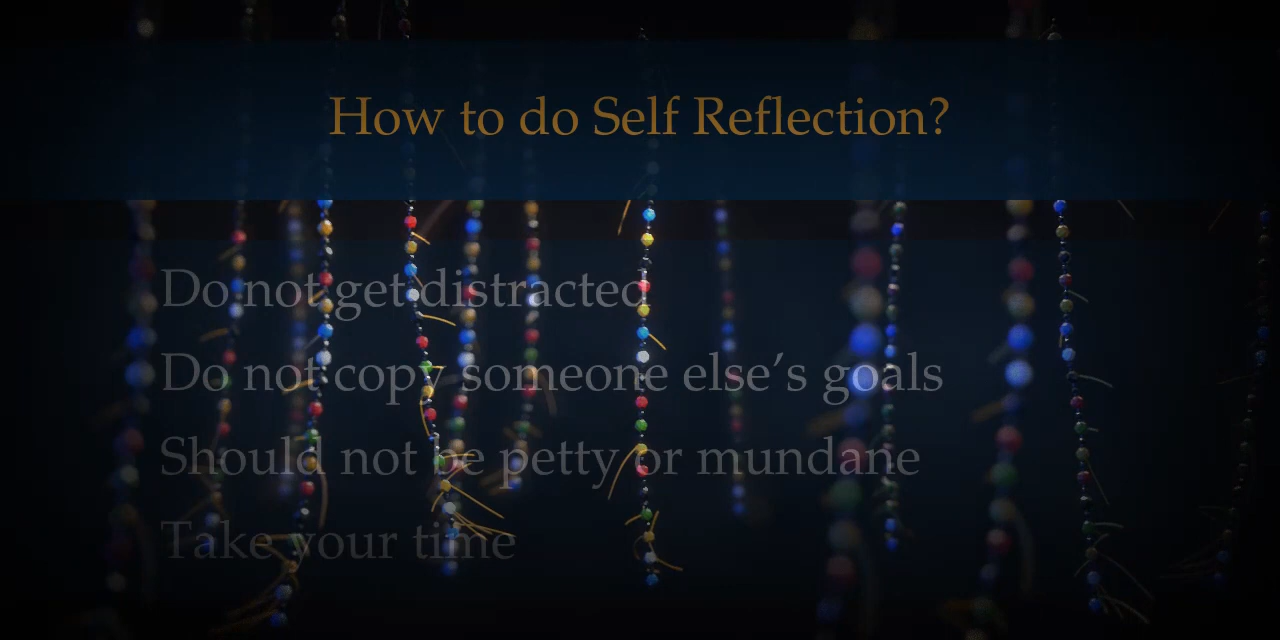 How to do Self Reflection?
Do not get distracted
Do not copy someone else’s goals
Should not be petty or mundane
Take your time